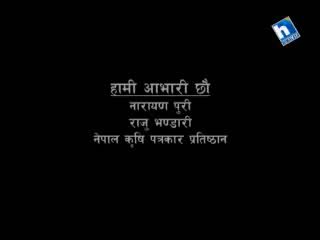 हामी आभारी छौ
नारायण पुरी
राजु भण्डारी
नेपाल कृषि पत्रकार प्रतिष्ठान